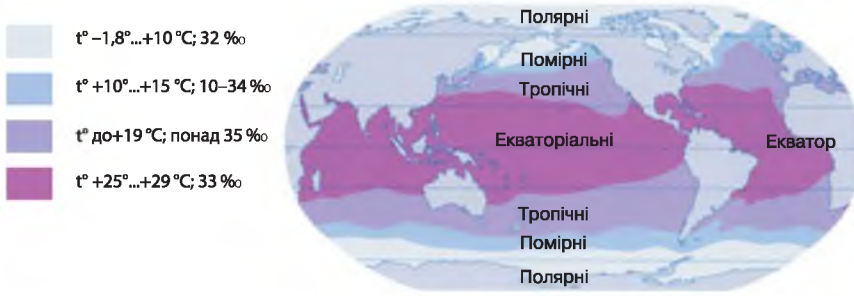 t° –1,8°...+10 °C; 32 ‰
t° +10°...+15 °C; 10–34 ‰
t° до+19 °C; понад 35 ‰
t° +25°...+29 °C; 33 ‰
Полярні
Помірні
Тропічні
Екваторіальні
Екватор
Тропічні
Помірні
Полярні